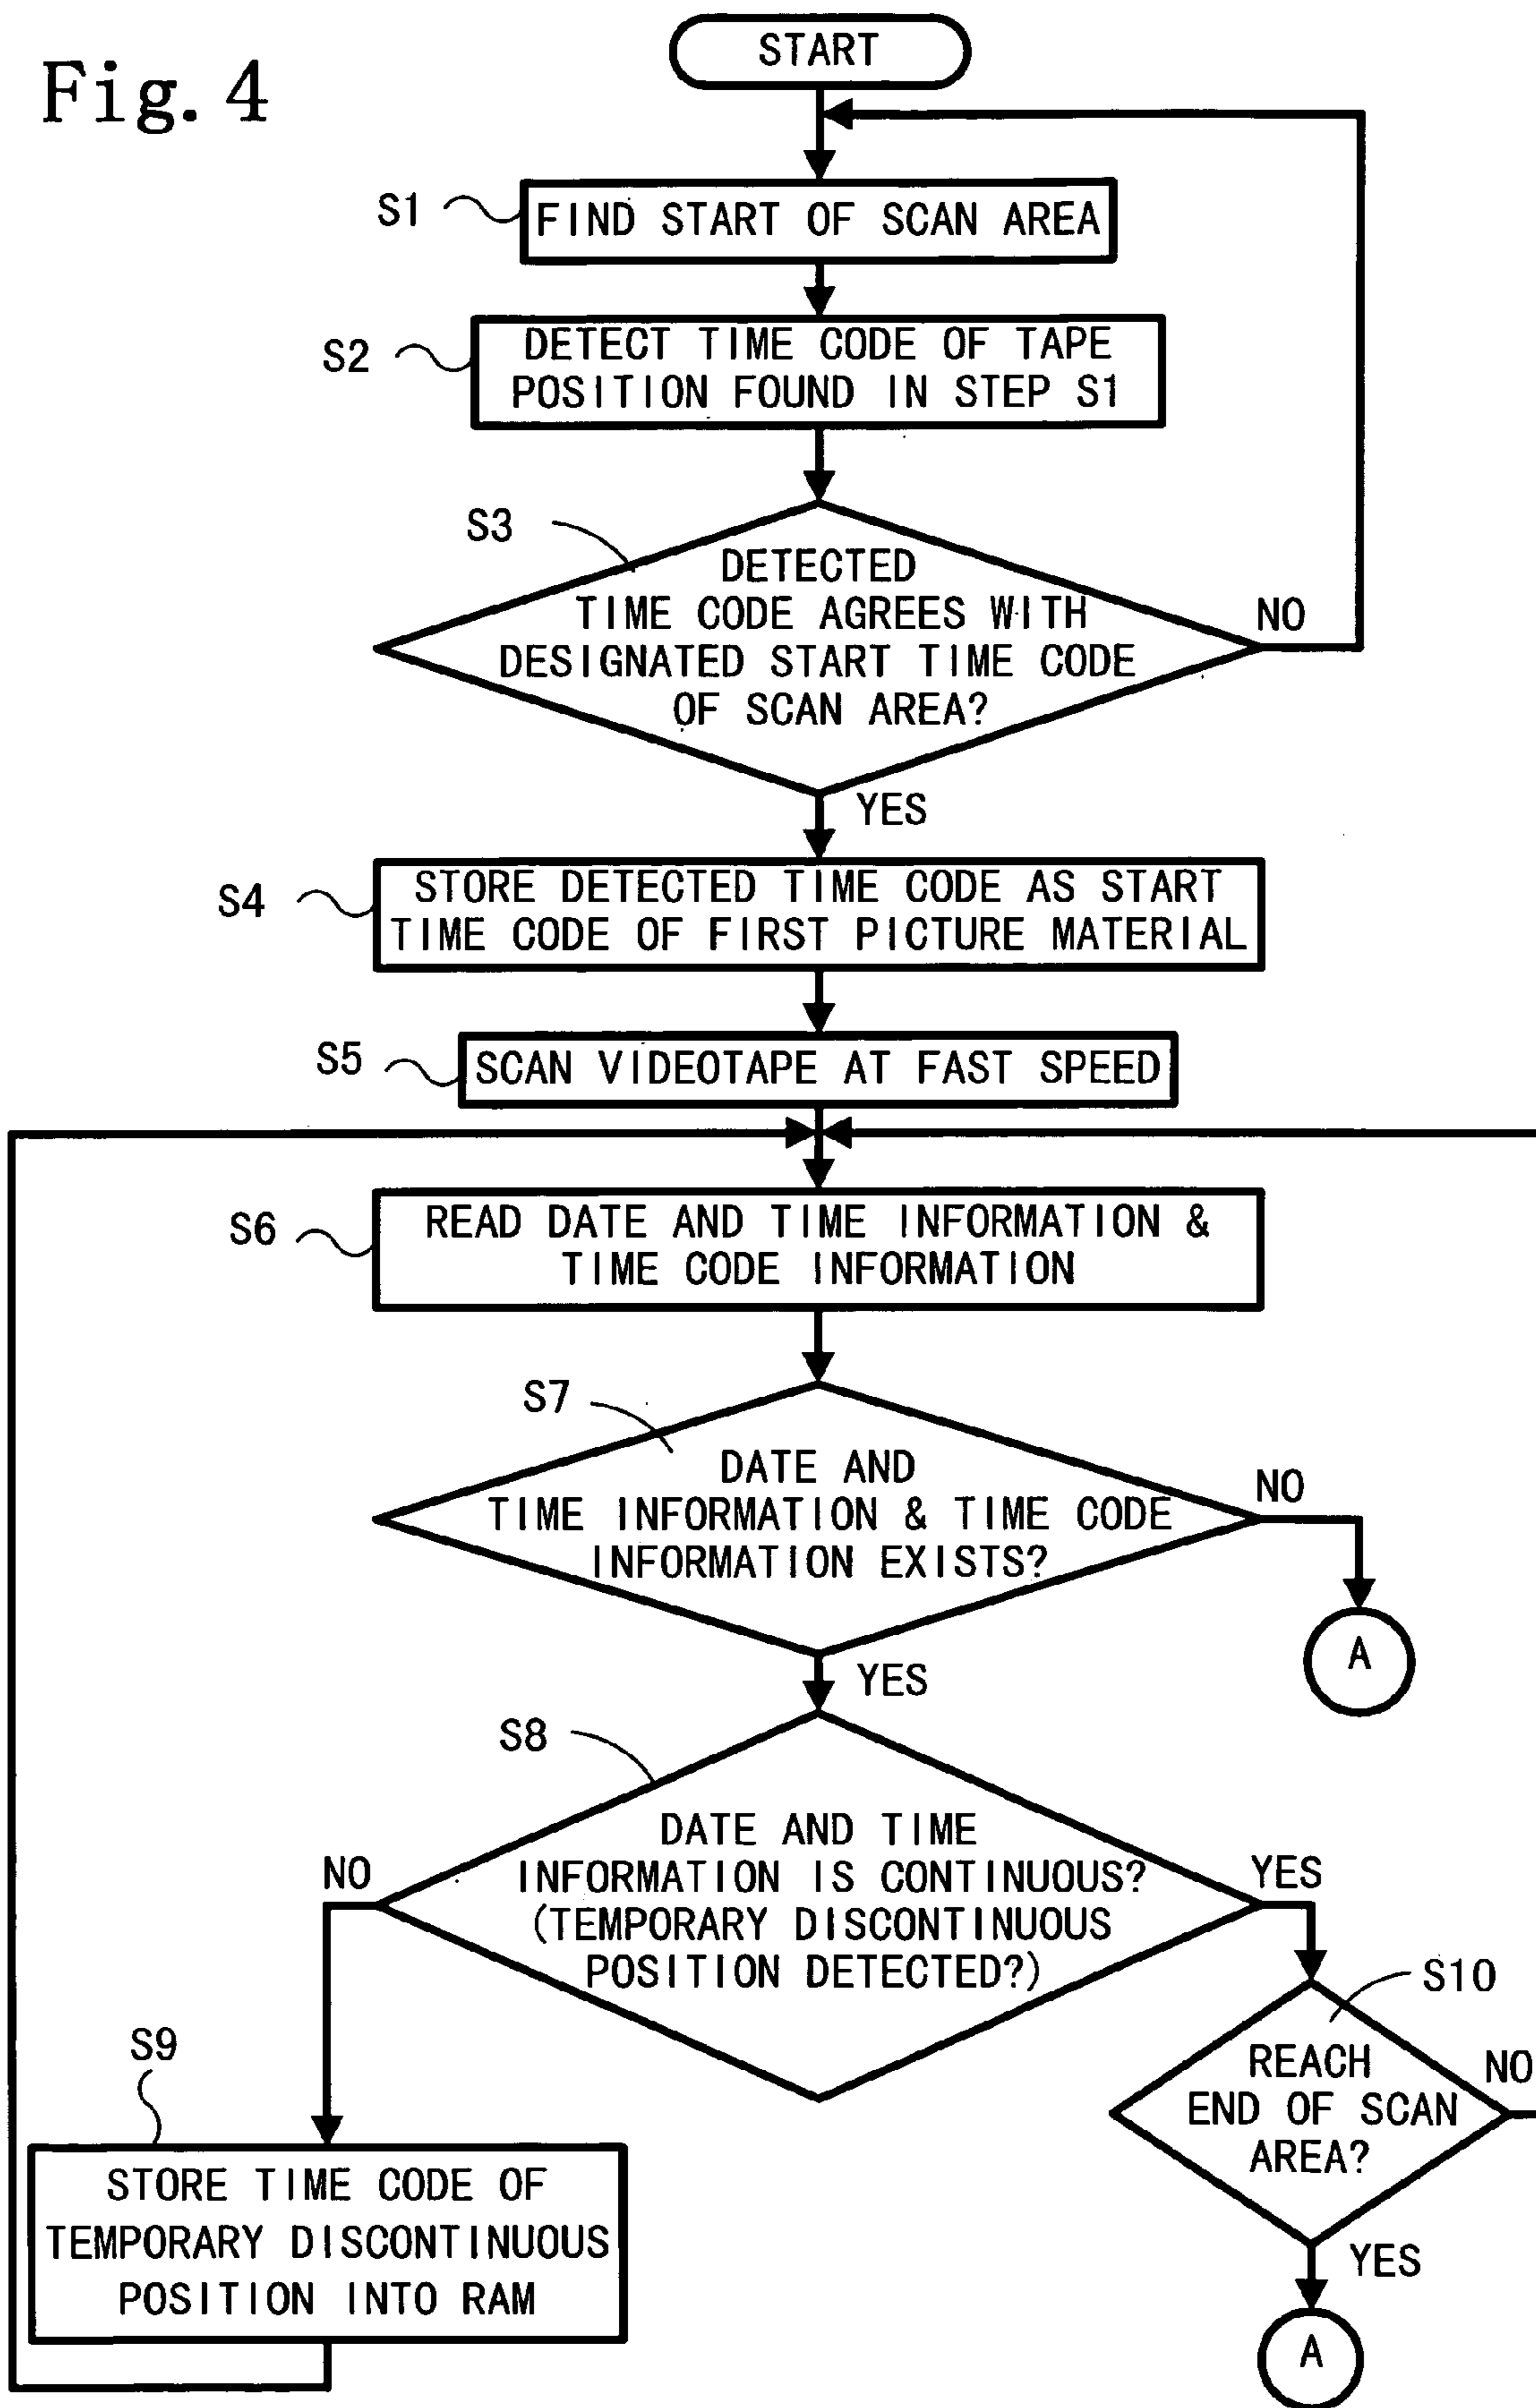 Fig. 4
START
S1
FIND START OF SCAN AREA
S2
DETECT TIME CODE OF TAPE
POSITION FOUND IN STEP S1
S3
DETECTED
TIME CODE AGREES WITH
DESIGNATED START TIME CODE
OF SCAN AREA?
NO
YES
S4
STORE DETECTED TIME CODE AS START
TIME CODE OF FIRST PICTURE MATERIAL
S5
SCAN VIDEOTAPE AT FAST SPEED
S6
READ DATE AND TIME INFORMATION &
TIME CODE INFORMATION
S7
DATE AND
TIME INFORMATION & TIME CODE
INFORMATION EXISTS?
NO
A
YES
S8
DATE AND TIME
INFORMATION IS CONTINUOUS?
(TEMPORARY DISCONTINUOUS
POSITION DETECTED?)
NO
YES
S9
STORE TIME CODE OF
TEMPORARY DISCONTINUOUS
POSITION INTO RAM
S10
REACH
END OF SCAN
AREA?
NO
YES
A